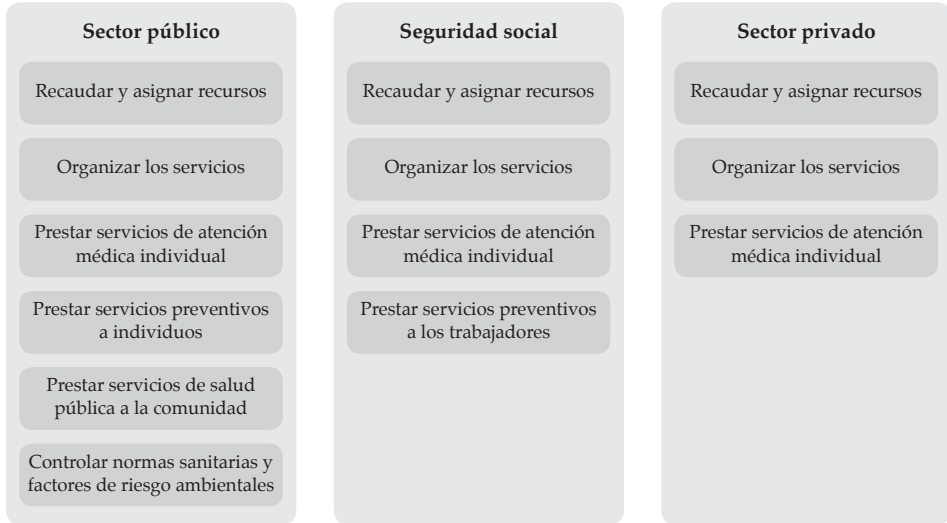 Sector público
Recaudar y asignar recursos
Organizar los servicios
Prestar servicios de atención
médica individual
Prestar servicios preventivos
a individuos
Prestar servicios de salud
pública a la comunidad
Controlar normas sanitarias y
factores de riesgo ambientales
Seguridad social
Recaudar y asignar recursos
Organizar los servicios
Prestar servicios de atención
médica individual
Prestar servicios preventivos
a los trabajadores
Sector privado
Recaudar y asignar recursos
Organizar los servicios
Prestar servicios de atención
médica individual